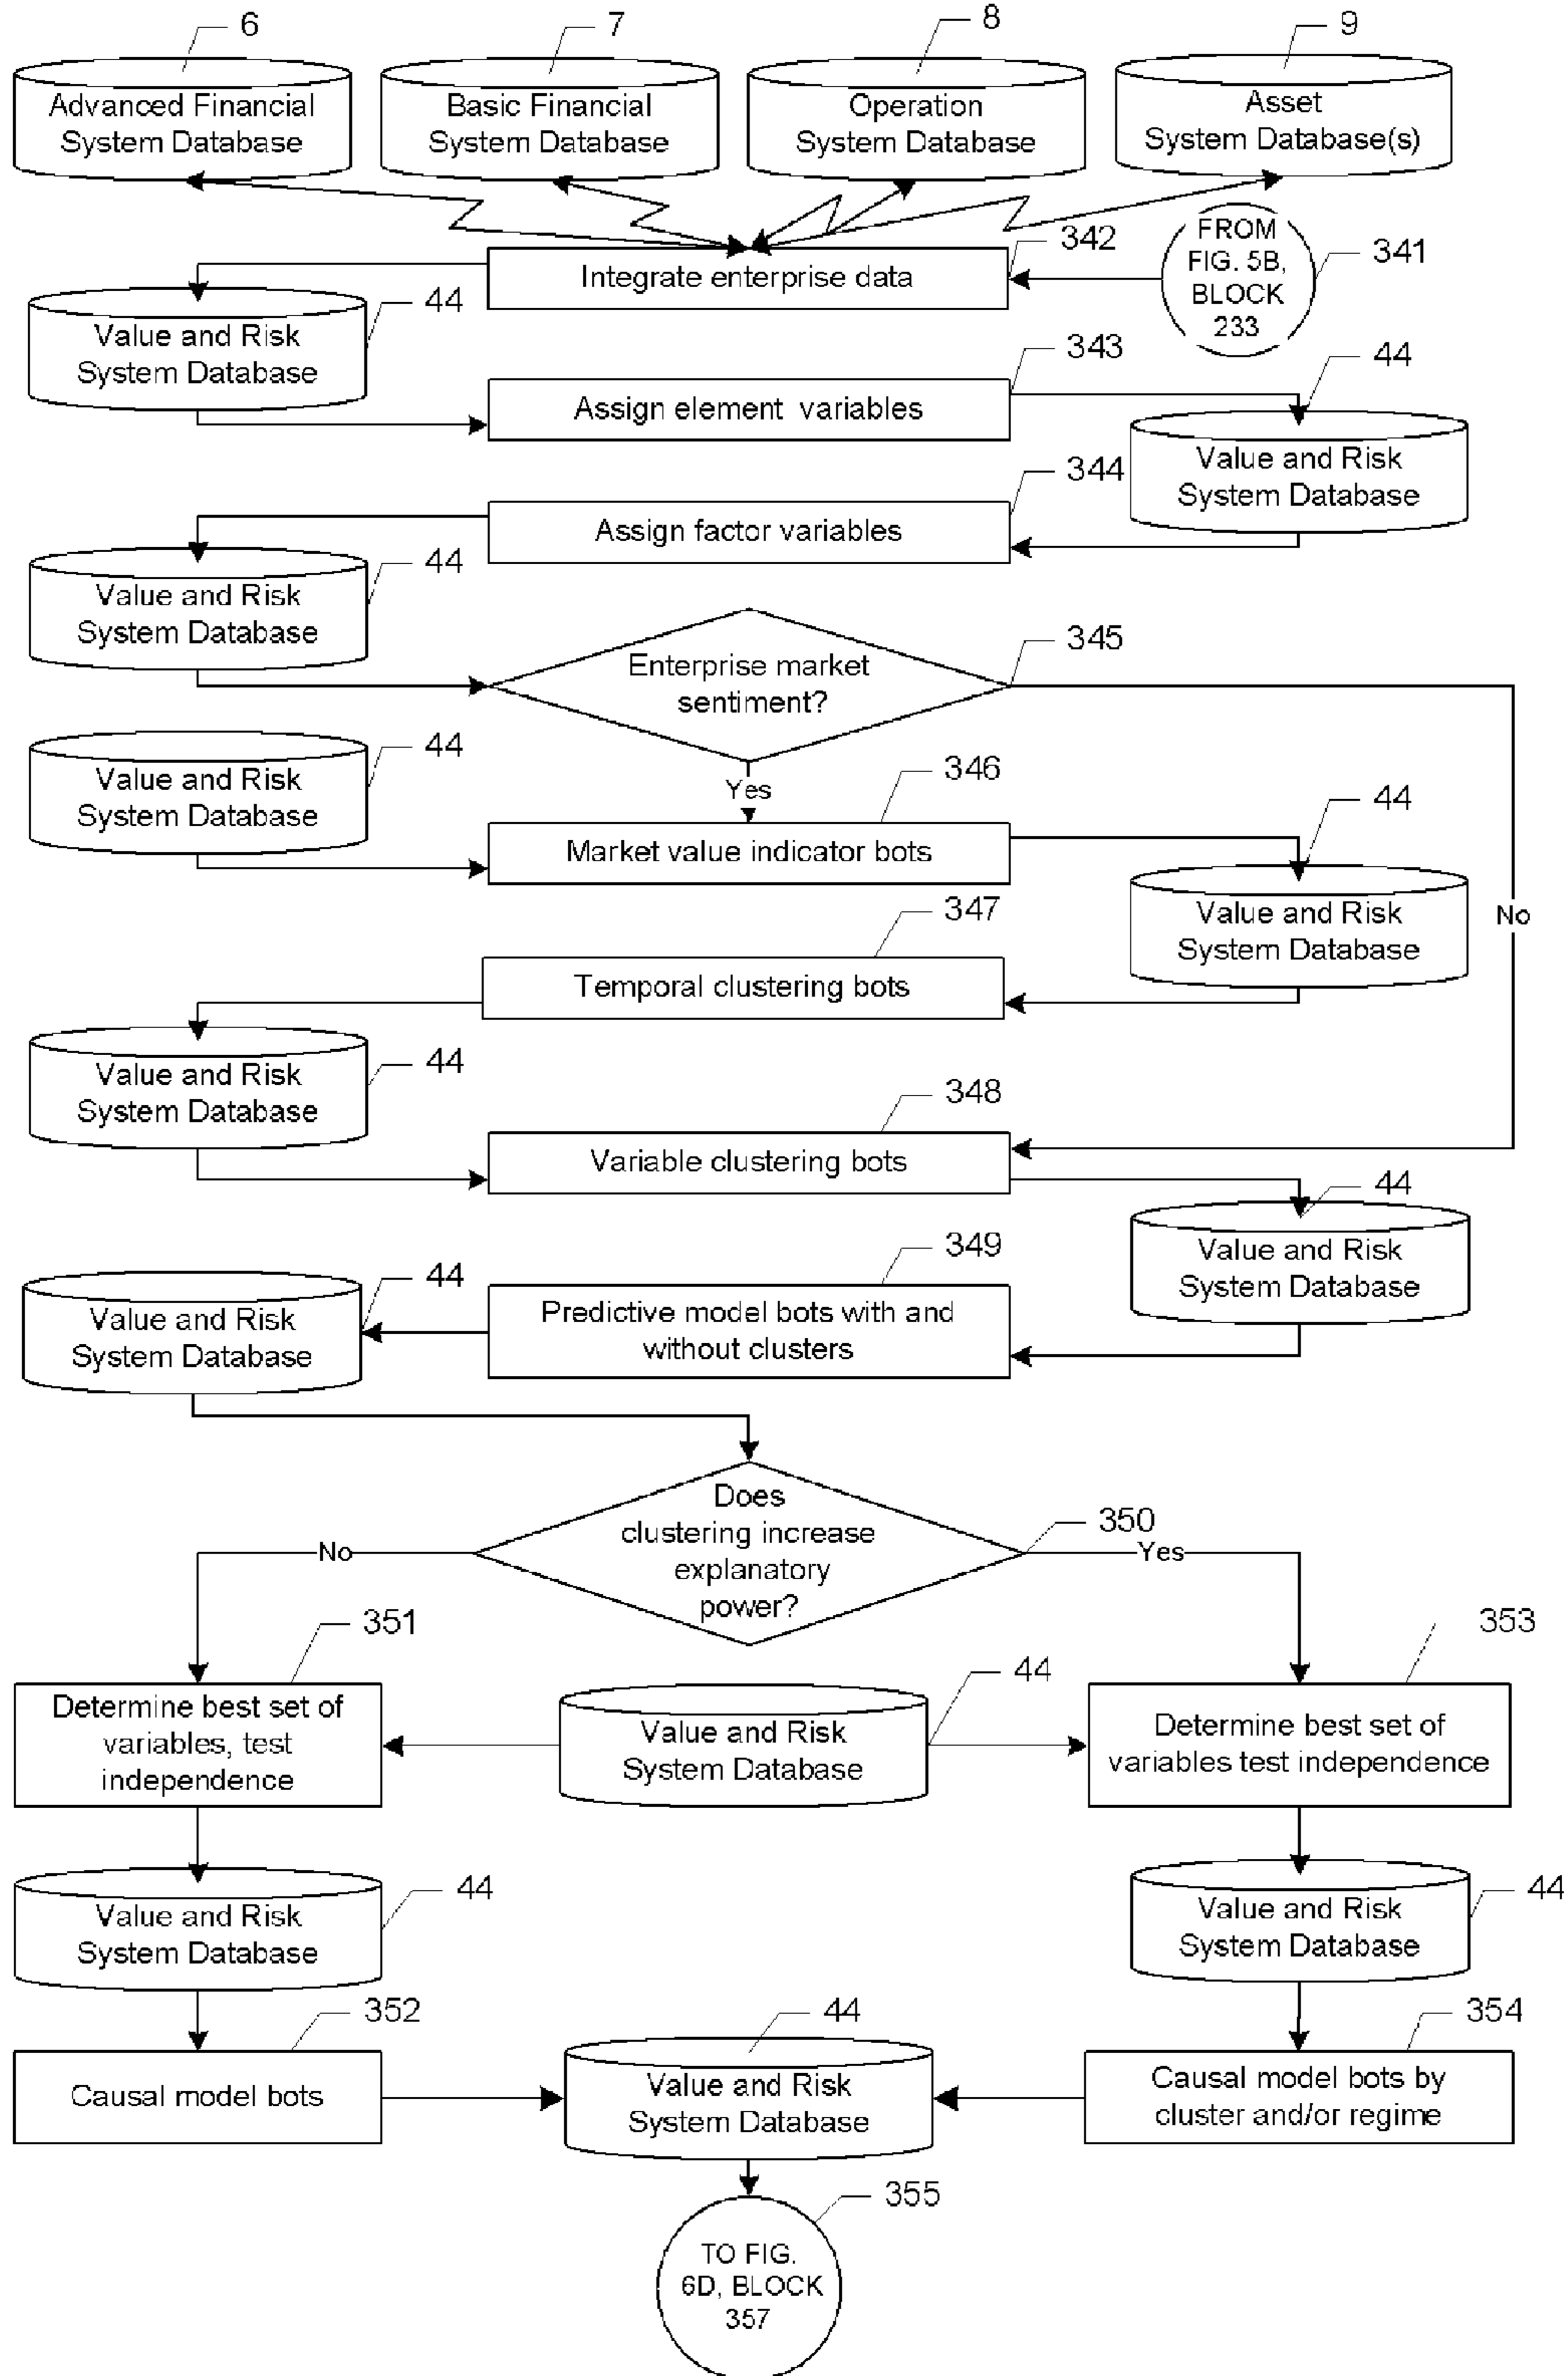 6
7
8
9
Advanced Financial
System Database
Basic Financial
System Database
Operation
System Database
Asset
System Database(s)
342
Integrate enterprise data
FROM
FIG. 5B,
BLOCK
233
341
44
Value and Risk
System Database
343
Assign element variables
44
Value and Risk
System Database
344
Assign factor variables
44
Value and Risk
System Database
345
Enterprise market
sentiment?
Yes
No
44
Value and Risk
System Database
346
Market value indicator bots
44
Value and Risk
System Database
347
Temporal clustering bots
44
Value and Risk
System Database
348
Variable clustering bots
44
Value and Risk
System Database
349
Predictive model bots with and
without clusters
44
Value and Risk
System Database
350
Does
clustering increase
explanatory
power?
No
Yes
351
Determine best set of
variables, test
independence
44
Value and Risk
System Database
353
Determine best set of
variables test independence
44
Value and Risk
System Database
44
Value and Risk
System Database
352
Causal model bots
44
Value and Risk
System Database
354
Causal model bots by
cluster and/or regime
355
TO FIG.
6D, BLOCK
357